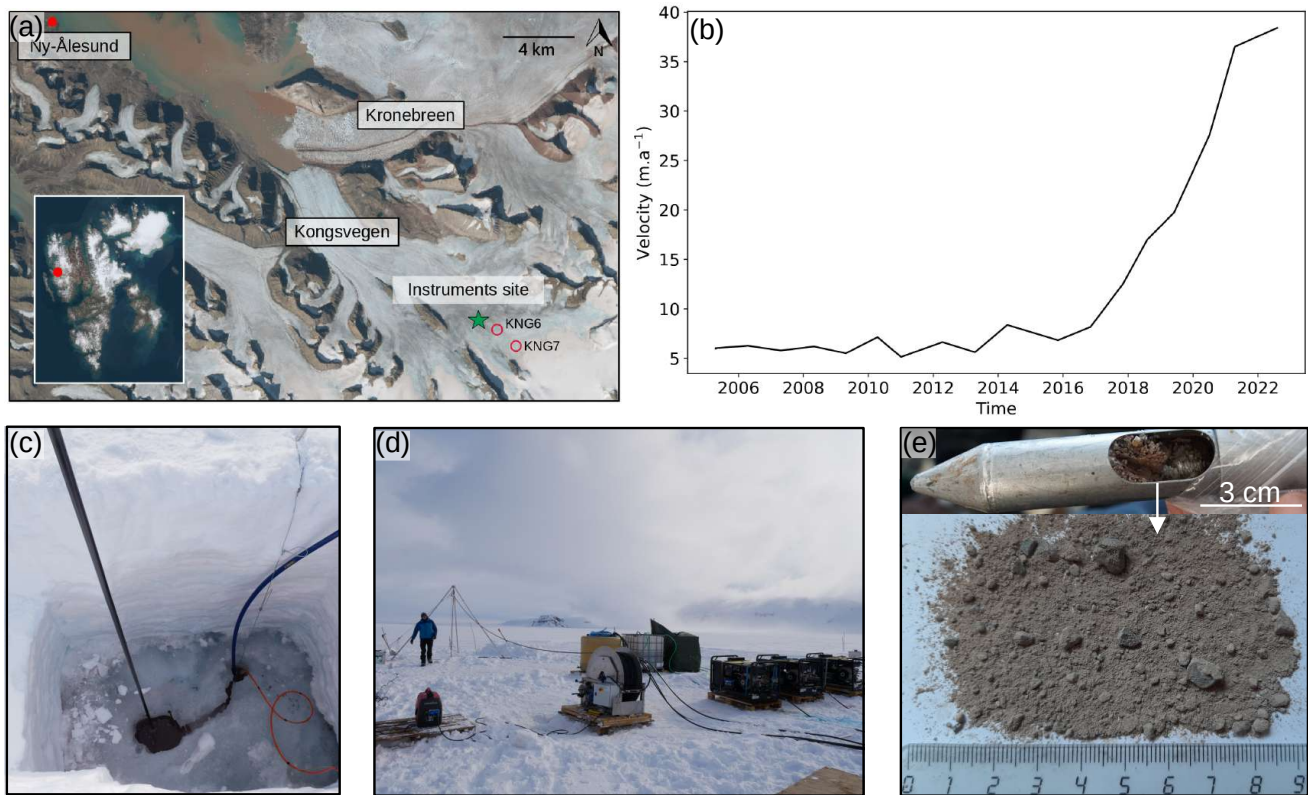 (a)
Ny-Ålesund
4 km
N
Kronebreen
Kongsvegen
Instruments site
KNG6
KNG7
(b)
Velocity (m.a⁻¹)
40
35
30
25
20
15
10
5
2006 2008 2010 2012 2014 2016 2018 2020 2022
Time
(c)
(d)
(e)
3 cm
0 1 2 3 4 5 6 7 8 9